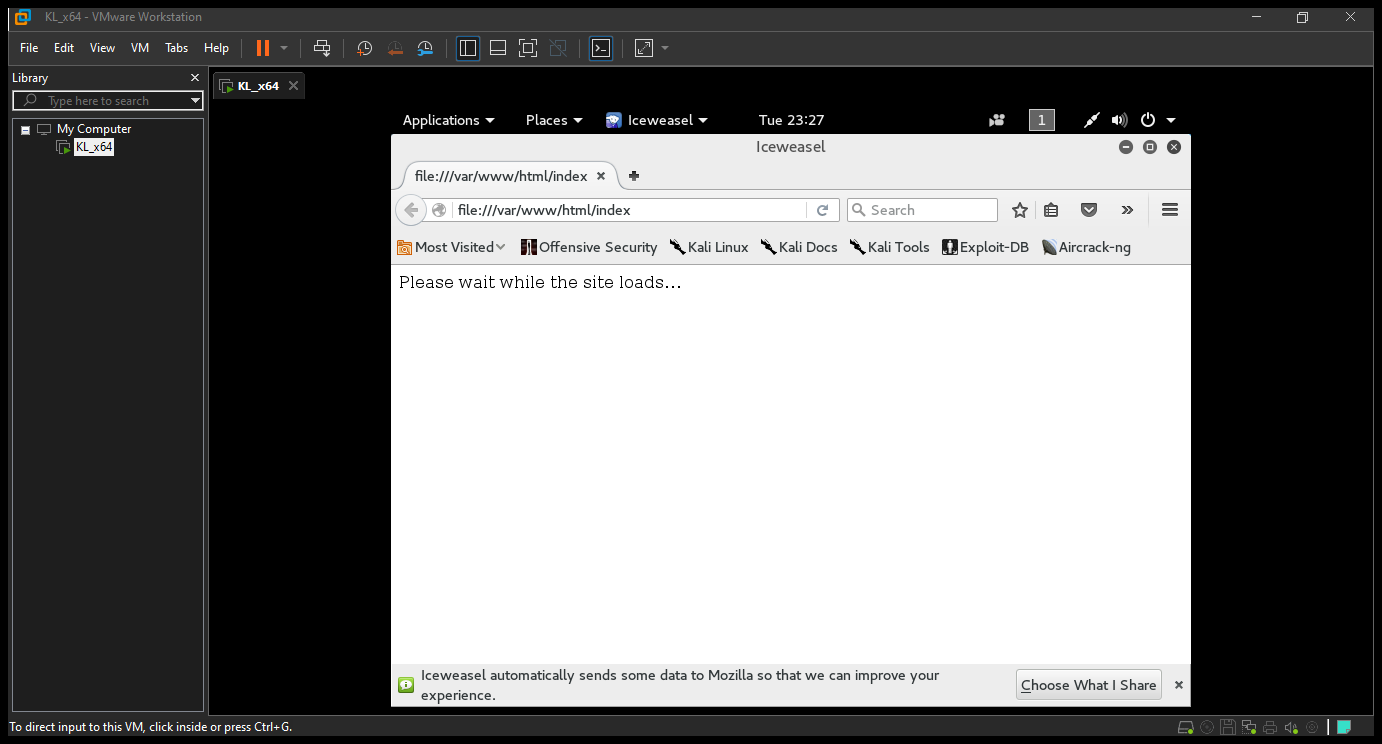 KL_x64 - VMware Workstation
File Edit View VM Tabs Help
Library
Type here to search
My Computer
KL_x64
KL_x64
Applications Places Iceweasel Tue 23:27 1
Iceweasel
file:///var/www/html/index
file:///var/www/html/index Search
Most Visited Offensive Security Kali Linux Kali Docs Kali Tools Exploit-DB Aircrack-ng
Please wait while the site loads...
Iceweasel automatically sends some data to Mozilla so that we can improve your
experience.
Choose What I Share
To direct input to this VM, click inside or press Ctrl+G.